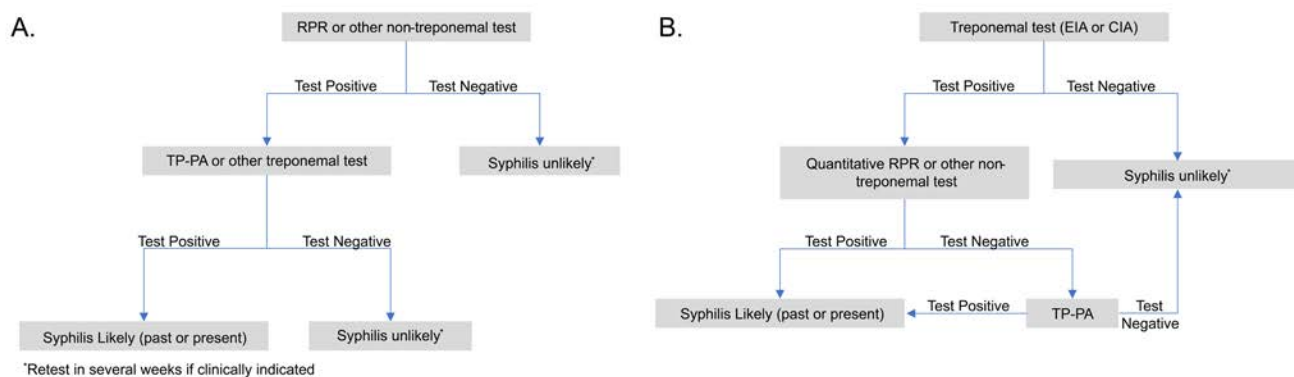 A.
RPR or other non-treponemal test
Test Positive
Test Negative
TP-PA or other treponemal test
Syphilis unlikely*
Test Positive
Test Negative
Syphilis Likely (past or present)
Syphilis unlikely*
*Retest in several weeks if clinically indicated
B.
Treponemal test (EIA or CIA)
Test Positive
Test Negative
Quantitative RPR or other non-
treponemal test
Syphilis unlikely*
Test Positive
Test Negative
Syphilis Likely (past or present)
Test Positive
TP-PA
Test
Negative